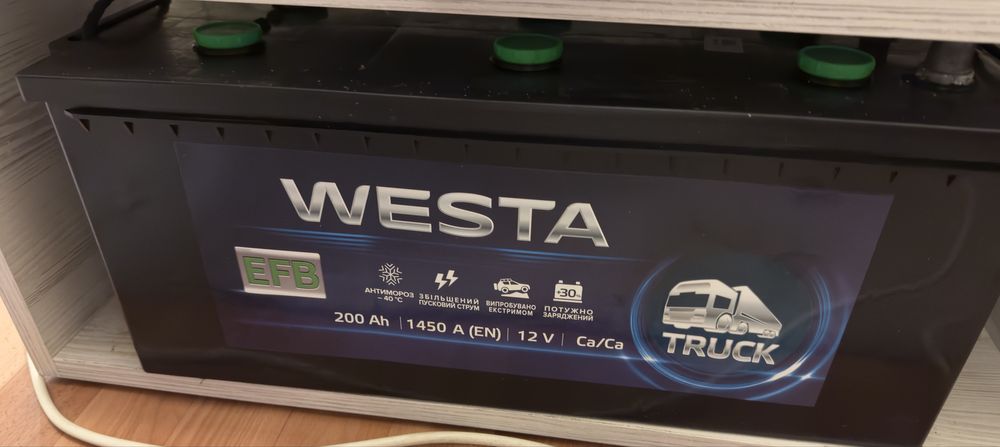 WESTA
EFB
АНТИМОРОЗ
- 40 °C
ЗБІЛЬШЕНИЙ
ПУСКОВИЙ СТРУМ
ВИПРОБУВАНО
ЕКСТРИМОМ
+30
ПОТУЖНО
ЗАРЯДЖЕНИЙ
200 Ah | 1450 A (EN) | 12 V | Ca/Ca
TRUCK